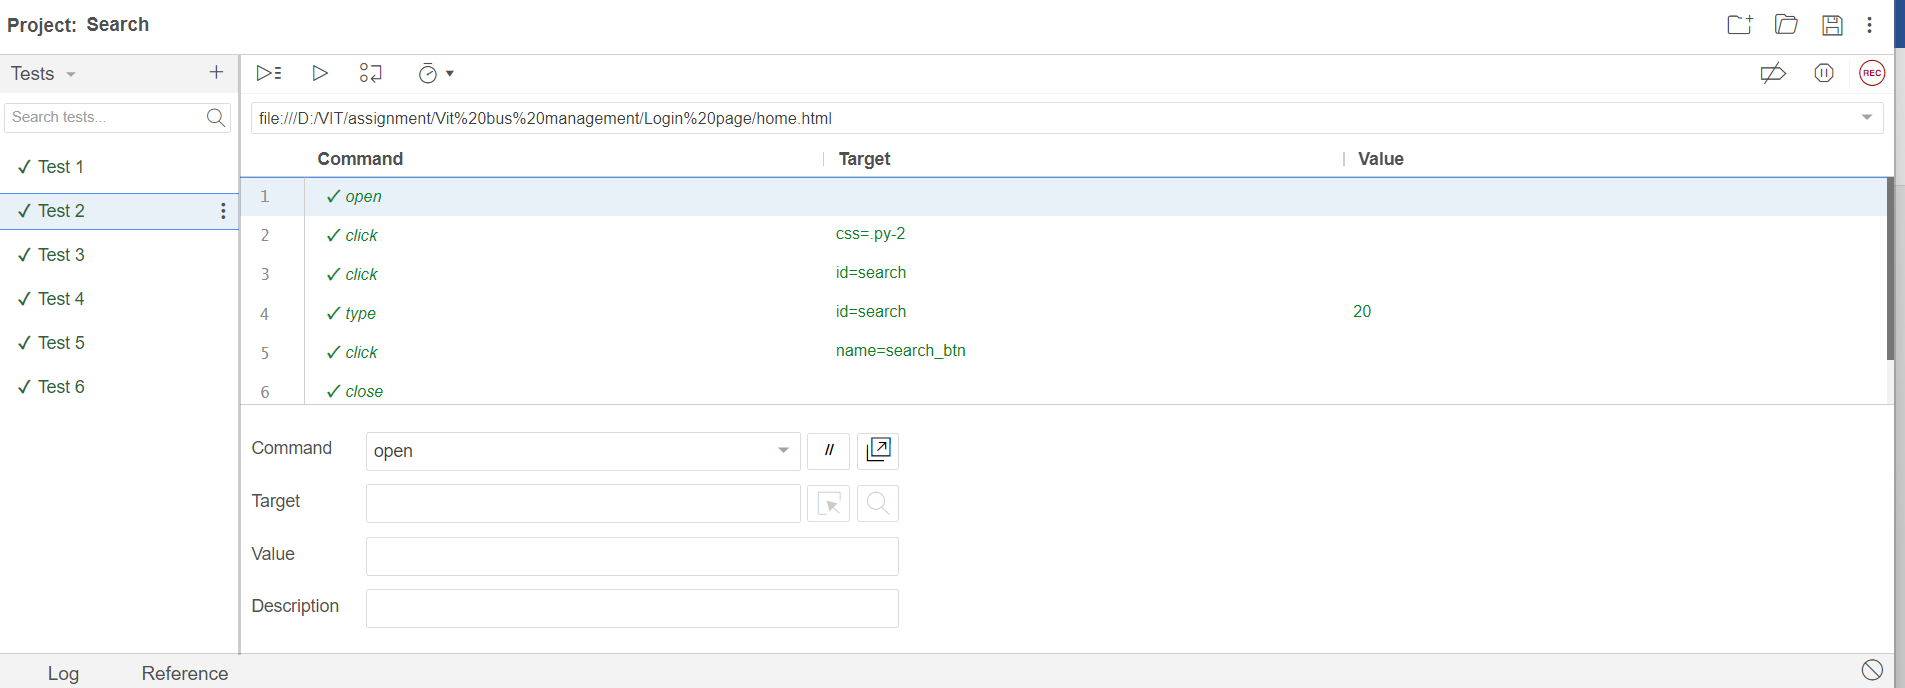 Project: Search
Tests
Search tests...
✓ Test 1
✓ Test 2
✓ Test 3
✓ Test 4
✓ Test 5
✓ Test 6
REC
file:///D:/VIT/assignment/Vit%20bus%20management/Login%20page/home.html
Command Target Value
1 ✓ open
2 ✓ click css=.py-2
3 ✓ click id=search
4 ✓ type id=search 20
5 ✓ click name=search_btn
6 ✓ close
Command open //
Target
Value
Description
Log Reference